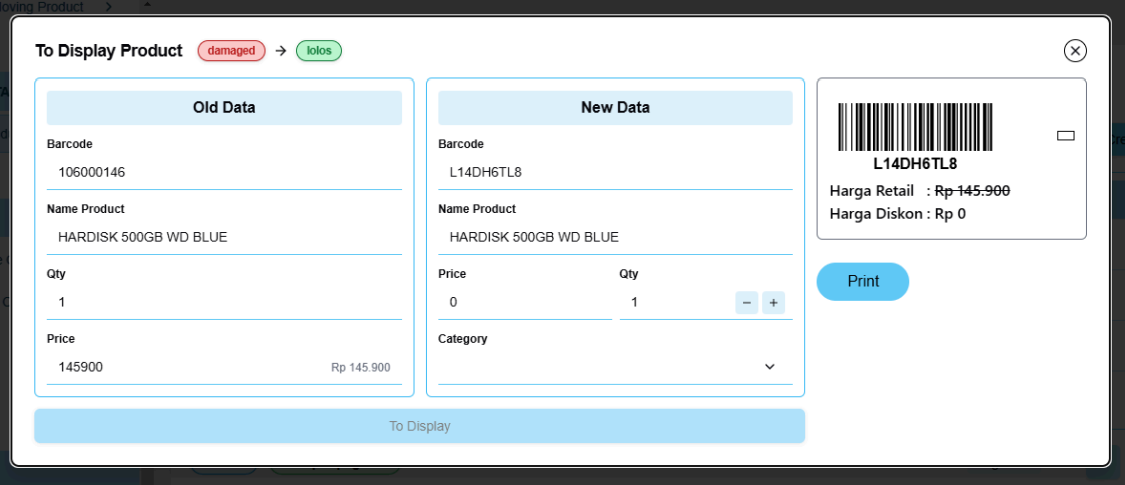 oving Product
To Display Product damaged → lolos
Old Data
Barcode
106000146
Name Product
HARDISK 500GB WD BLUE
Qty
1
Price
145900 Rp 145.900
New Data
Barcode
L14DH6TL8
Name Product
HARDISK 500GB WD BLUE
Price Qty
0 1 − +
Category
To Display
L14DH6TL8
Harga Retail : Rp 145.900
Harga Diskon : Rp 0
Print